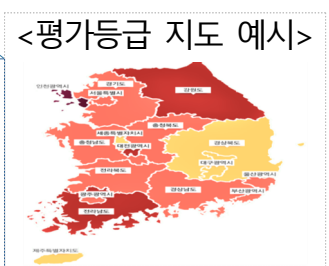 <평가등급 지도 예시>
인천광역시
경기도
서울특별시
강원도
충청북도
세종특별자치시
충청남도
대전광역시
경상북도
대구광역시
전라북도
울산광역시
광주광역시
경상남도
부산광역시
전라남도
제주특별자치도